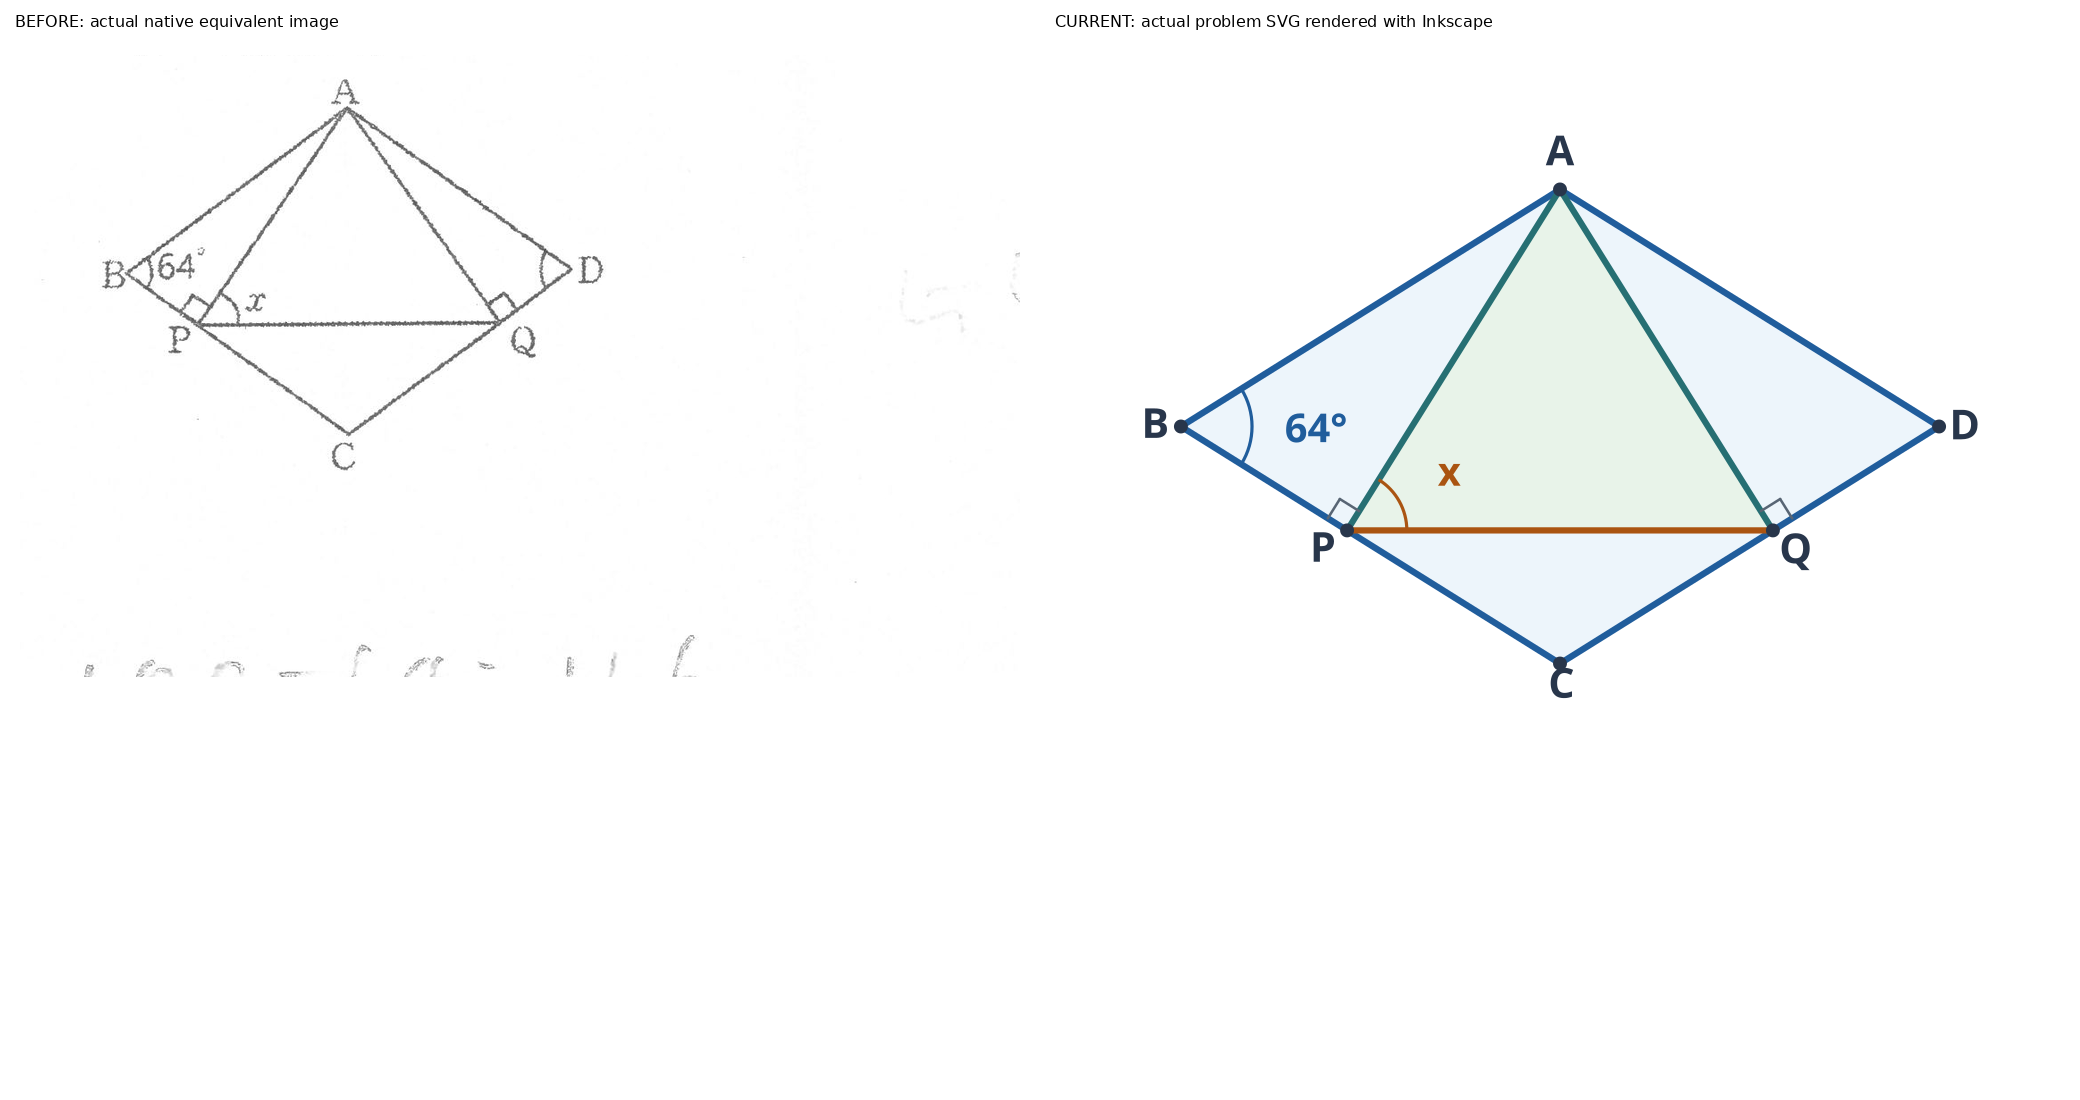 BEFORE: actual native equivalent image
CURRENT: actual problem SVG rendered with Inkscape
A
B 64° D
x
P Q
C
A
B 64° D
x
P Q
C